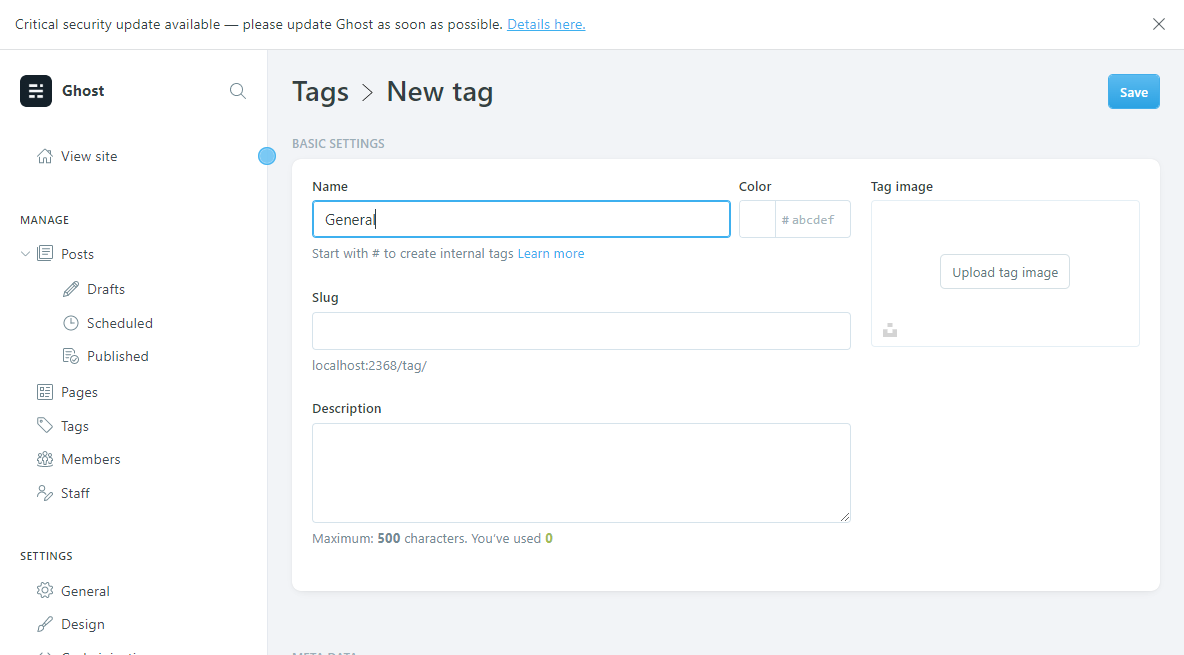 Critical security update available — please update Ghost as soon as possible. Details here.
Ghost
View site
MANAGE
Posts
Drafts
Scheduled
Published
Pages
Tags
Members
Staff
SETTINGS
General
Design
Tags > New tag
Save
BASIC SETTINGS
Name
General
Start with # to create internal tags Learn more
Color
# abcdef
Tag image
Upload tag image
Slug
localhost:2368/tag/
Description
Maximum: 500 characters. You've used 0
META DATA